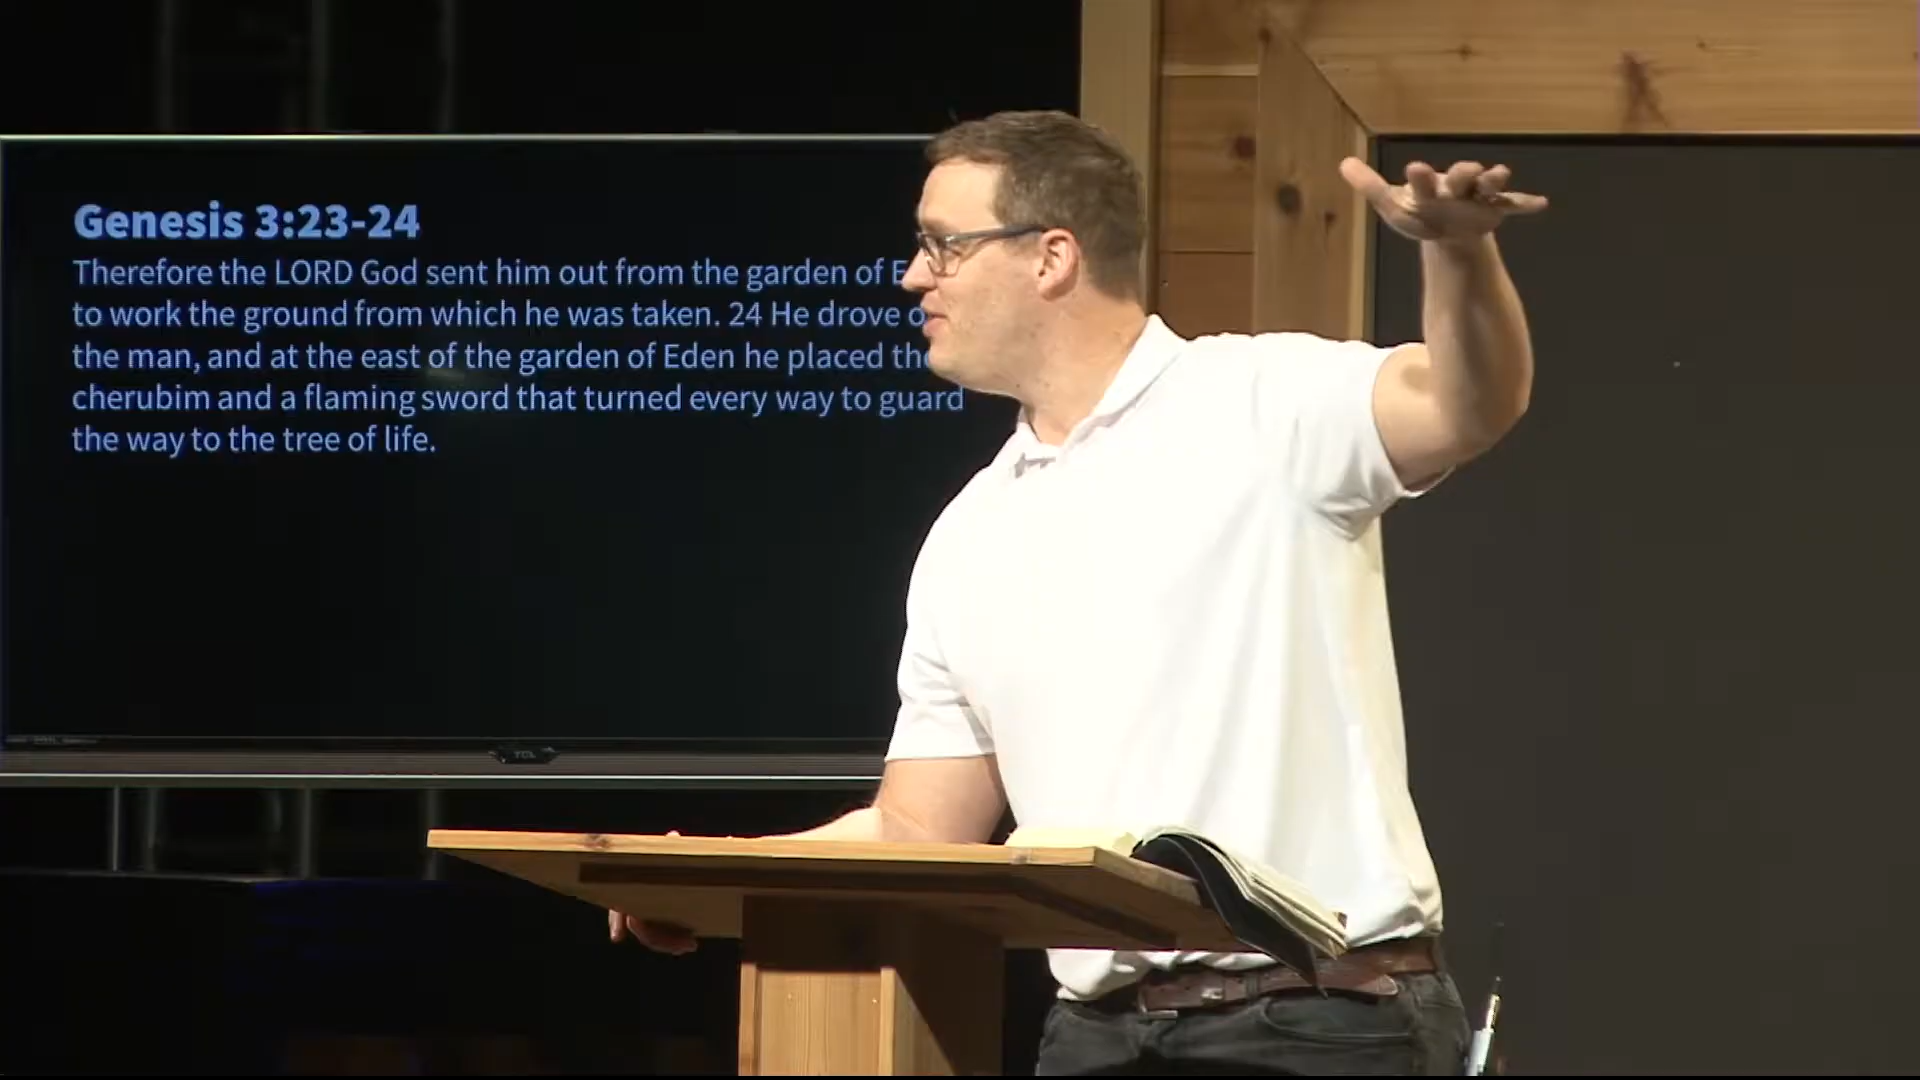 Genesis 3:23-24
Therefore the LORD God sent him out from the garden of E
to work the ground from which he was taken. 24 He drove o
the man, and at the east of the garden of Eden he placed the
cherubim and a flaming sword that turned every way to guard
the way to the tree of life.
TCL